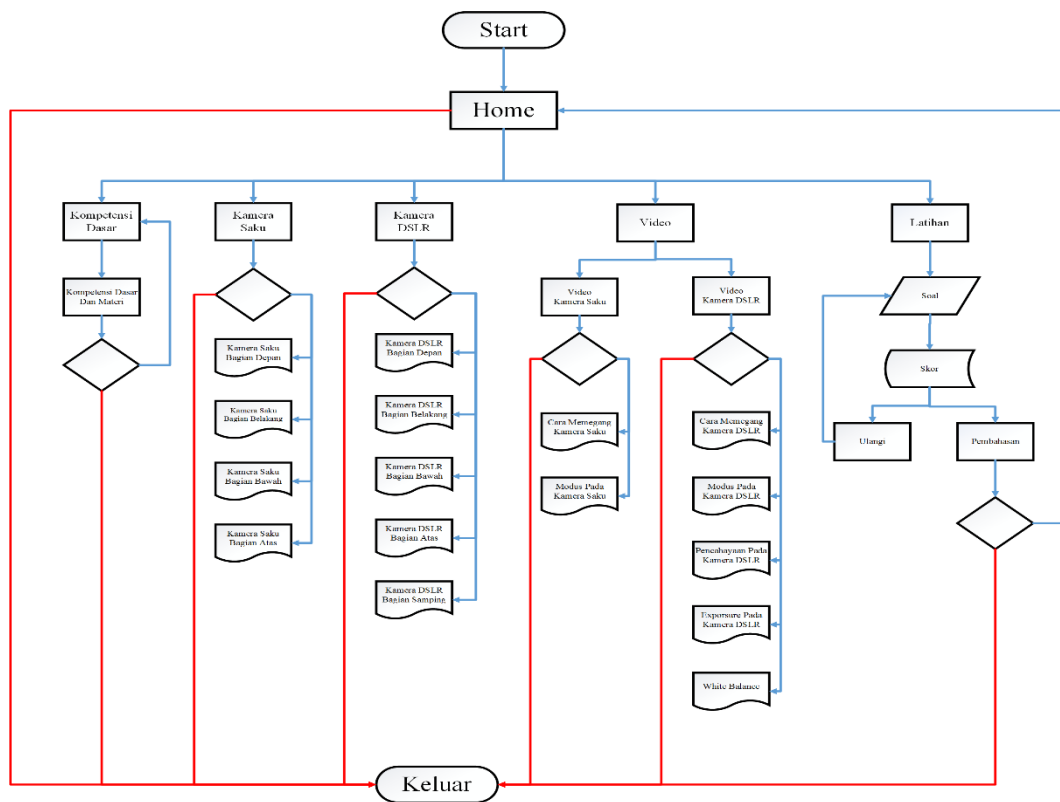 Start
Home
Kompetensi
Dasar
Kamera
Saku
Kamera
DSLR
Video
Latihan
Kompetensi Dasar
Dan Materi
Video
Kamera Saku
Video
Kamera DSLR
Soal
Kamera Saku
Bagian Depan
Kamera Saku
Bagian Belakang
Kamera Saku
Bagian Bawah
Kamera Saku
Bagian Atas
Kamera DSLR
Bagian Depan
Kamera DSLR
Bagian Belakang
Kamera DSLR
Bagian Bawah
Kamera DSLR
Bagian Atas
Kamera DSLR
Bagian Samping
Cara Memegang
Kamera Saku
Modus Pada
Kamera Saku
Cara Memegang
Kamera DSLR
Modus Pada
Kamera DSLR
Pencahayaan Pada
Kamera DSLR
Exporsure Pada
Kamera DSLR
White Balance
Skor
Ulangi
Pembahasan
Keluar